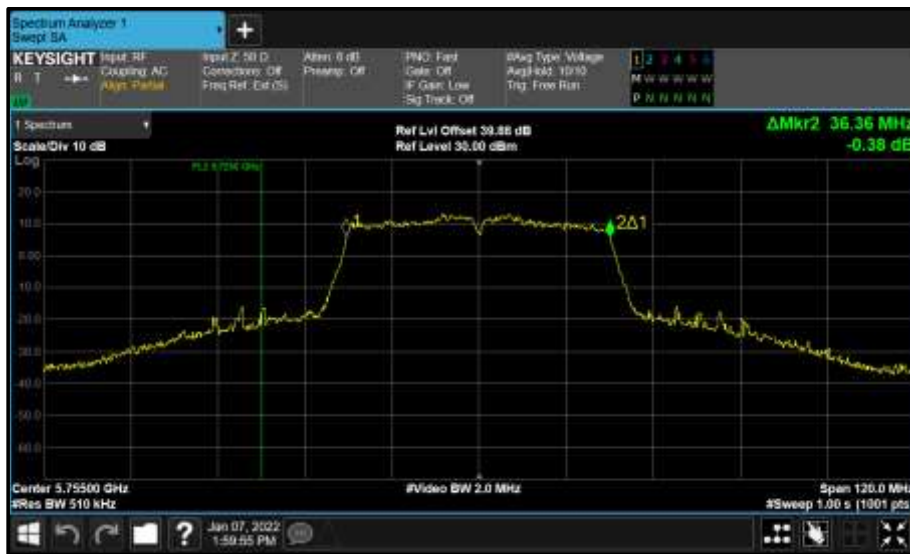 Spectrum Analyzer 1
Swept SA
+
KEYSIGHT
R T
Input: RF
Coupling: AC
Align: Partial
Input Z: 50 Ω
Corrections: Off
Freq Ref: Ext (S)
Atten: 6 dB
Preamp: Off
PNO: Fast
Gate: Off
IF Gain: Low
Sig Track: Off
#Avg Type: Voltage
Avg|Hold: 10/10
Trig: Free Run
1 2 3 4 5 6
M W W W W W
P N N N N N
1 Spectrum
Scale/Div 10 dB
Ref Lvl Offset 39.88 dB
Ref Level 30.00 dBm
ΔMkr2 36.36 MHz
-0.38 dB
Log
20.0
10.0
0.00
-10.0
-20.0
-30.0
-40.0
-50.0
-60.0
1
2Δ1
Center 5.75500 GHz
#Res BW 510 kHz
#Video BW 2.0 MHz
Span 120.0 MHz
#Sweep 1.00 s (1001 pts)
?
Jan 07, 2022
1:59:55 PM